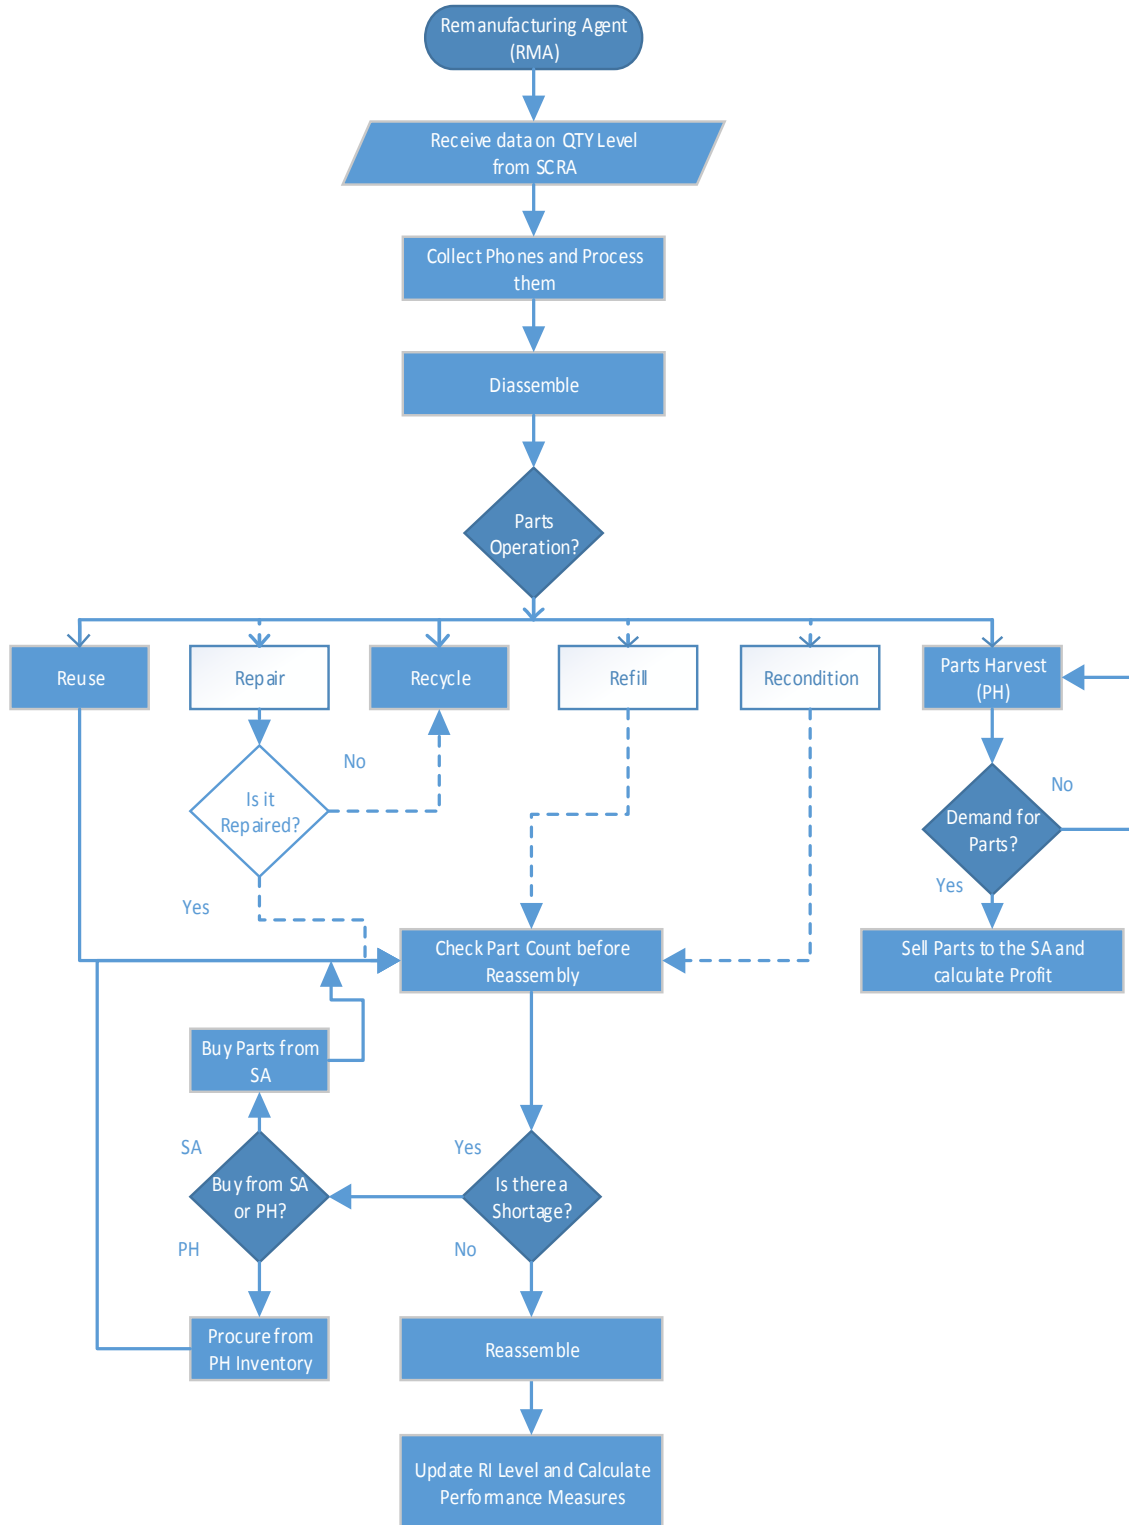 Remanufacturing Agent
(RMA)
Receive data on QTY Level
from SCRA
Collect Phones and Process
them
Diassemble
Parts
Operation?
Reuse
Repair
Recycle
Refill
Recondition
Parts Harvest
(PH)
No
Is it
Repaired?
No
Demand for
Parts?
Yes
Yes
Check Part Count before
Reassembly
Sell Parts to the SA and
calculate Profit
Buy Parts from
SA
SA
Yes
Buy from SA
or PH?
Is there a
Shortage?
PH
No
Procure from
PH Inventory
Reassemble
Update RI Level and Calculate
Performance Measures